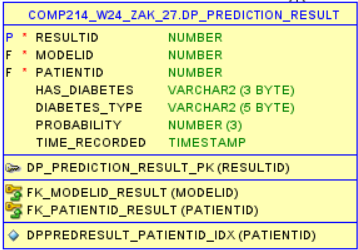 COMP214_W24_ZAK_27.DP_PREDICTION_RESULT
P * RESULTID NUMBER
F * MODELID NUMBER
F * PATIENTID NUMBER
HAS_DIABETES VARCHAR2 (3 BYTE)
DIABETES_TYPE VARCHAR2 (5 BYTE)
PROBABILITY NUMBER (3)
TIME_RECORDED TIMESTAMP
DP_PREDICTION_RESULT_PK (RESULTID)
FK_MODELID_RESULT (MODELID)
FK_PATIENTID_RESULT (PATIENTID)
DPPREDRESULT_PATIENTID_IDX (PATIENTID)